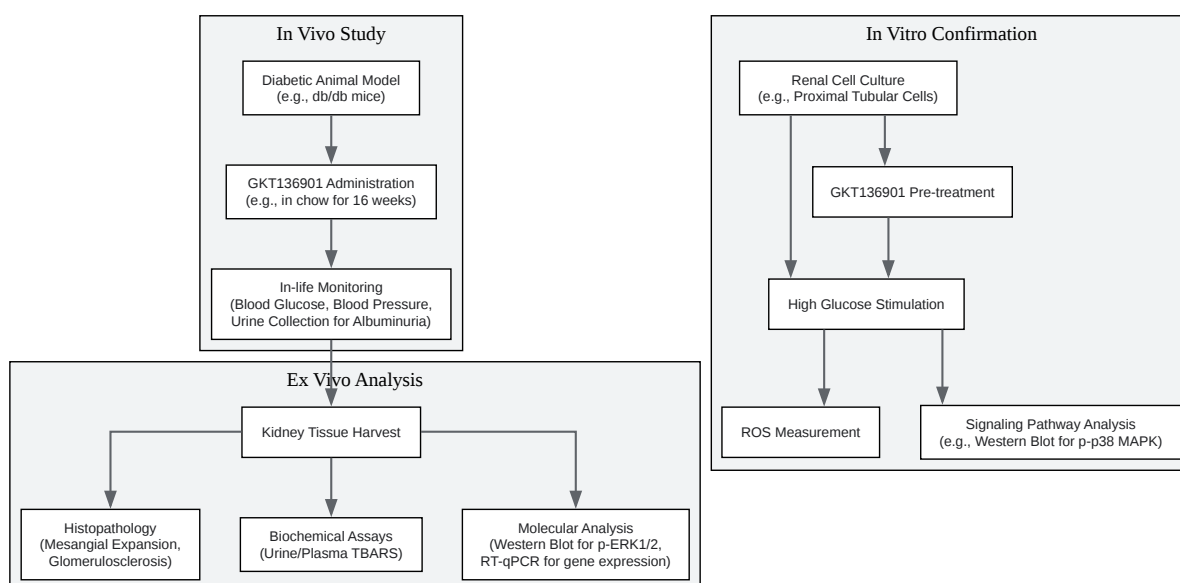 In Vivo Study
Diabetic Animal Model
(e.g., db/db mice)
GKT136901 Administration
(e.g., in chow for 16 weeks)
In-life Monitoring
(Blood Glucose, Blood Pressure,
Urine Collection for Albuminuria)
Ex Vivo Analysis
Kidney Tissue Harvest
Histopathology
(Mesangial Expansion,
Glomerulosclerosis)
Biochemical Assays
(Urine/Plasma TBARS)
Molecular Analysis
(Western Blot for p-ERK1/2,
RT-qPCR for gene expression)
In Vitro Confirmation
Renal Cell Culture
(e.g., Proximal Tubular Cells)
GKT136901 Pre-treatment
High Glucose Stimulation
ROS Measurement
Signaling Pathway Analysis
(e.g., Western Blot for p-p38 MAPK)